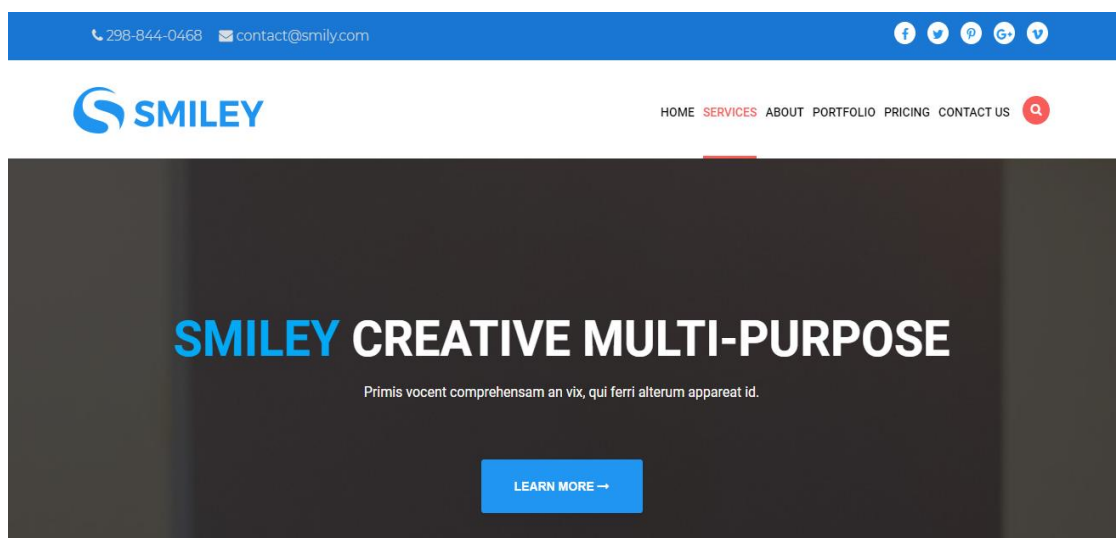 298-844-0468 contact@smily.com
SMILEY
HOME SERVICES ABOUT PORTFOLIO PRICING CONTACT US
SMILEY CREATIVE MULTI-PURPOSE
Primis vocent comprehensam an vix, qui ferri alterum appareat id.
LEARN MORE →